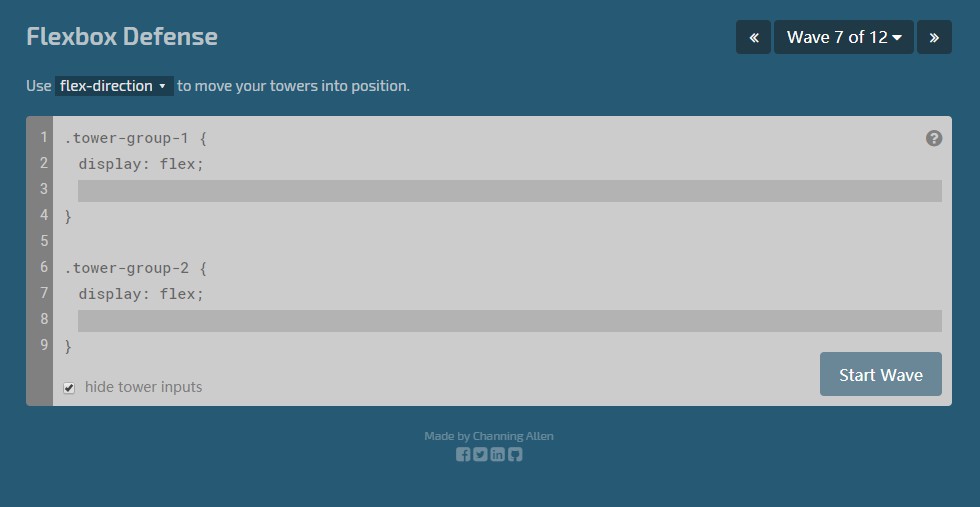 Flexbox Defense
« Wave 7 of 12 »
Use flex-direction to move your towers into position.
1 .tower-group-1 {
2 display: flex;
3
4 }
5
6 .tower-group-2 {
7 display: flex;
8
9 }
hide tower inputs
Start Wave
Made by Channing Allen